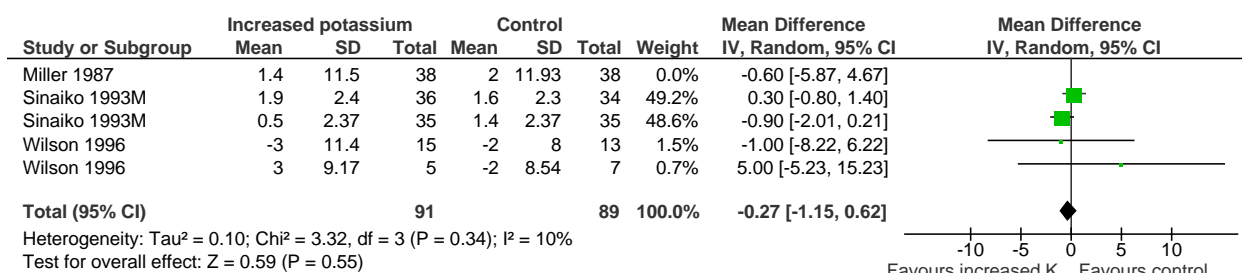 Increased potassium Control Mean Difference Mean Difference
Study or Subgroup Mean SD Total Mean SD Total Weight IV, Random, 95% CI IV, Random, 95% CI
Miller 1987 1.4 11.5 38 2 11.93 38 0.0% -0.60 [-5.87, 4.67]
Sinaiko 1993M 1.9 2.4 36 1.6 2.3 34 49.2% 0.30 [-0.80, 1.40]
Sinaiko 1993M 0.5 2.37 35 1.4 2.37 35 48.6% -0.90 [-2.01, 0.21]
Wilson 1996 -3 11.4 15 -2 8 13 1.5% -1.00 [-8.22, 6.22]
Wilson 1996 3 9.17 5 -2 8.54 7 0.7% 5.00 [-5.23, 15.23]
Total (95% CI) 91 89 100.0% -0.27 [-1.15, 0.62]
Heterogeneity: Tau² = 0.10; Chi² = 3.32, df = 3 (P = 0.34); I² = 10%
Test for overall effect: Z = 0.59 (P = 0.55)
-10 -5 0 5 10
Favours increased K Favours control